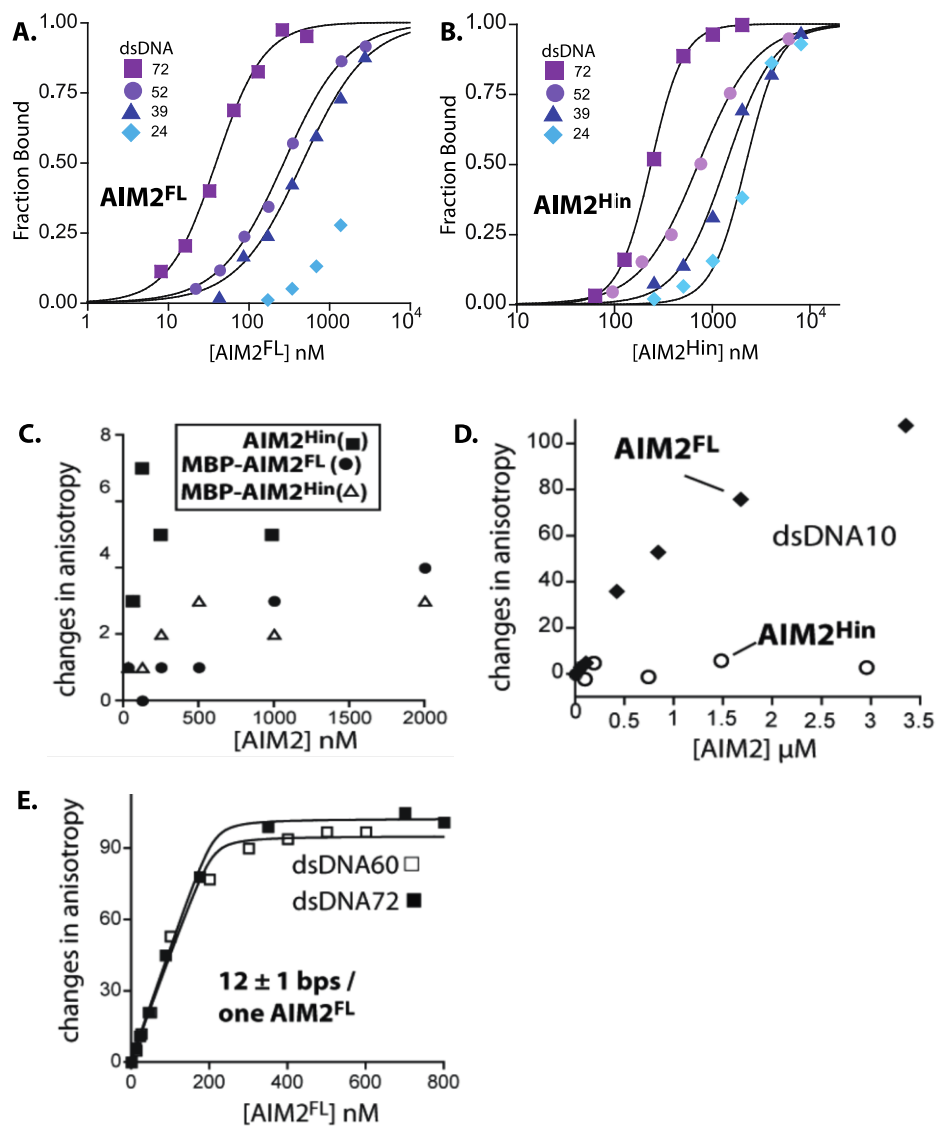 A.
dsDNA
72
52
39
24
AIM2FL
Fraction Bound
1.00
0.75
0.50
0.25
0.00
1 10 100 1000 10^4
[AIM2FL] nM
B.
dsDNA
72
52
39
24
AIM2Hin
Fraction Bound
1.00
0.75
0.50
0.25
0.00
10 100 1000 10^4
[AIM2Hin] nM
C.
AIM2Hin(■)
MBP-AIM2FL (●)
MBP-AIM2Hin(△)
changes in anisotropy
8
6
4
2
0
0 500 1000 1500 2000
[AIM2] nM
D.
AIM2FL
dsDNA10
AIM2Hin
changes in anisotropy
100
80
60
40
20
0
0 0.5 1 1.5 2 2.5 3 3.5
[AIM2] μM
E.
dsDNA60 □
dsDNA72 ■
12 ± 1 bps /
one AIM2FL
changes in anisotropy
90
60
30
0
0 200 400 600 800
[AIM2FL] nM